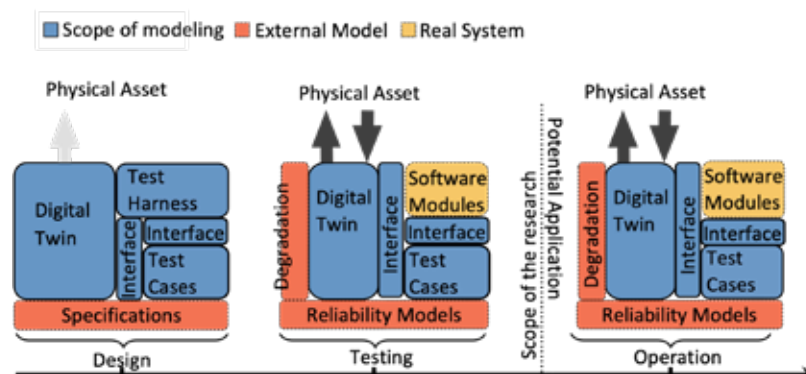 Scope of modeling External Model Real System
Physical Asset
Digital
Twin
Test
Harness
Interface
Interface
Test
Cases
Specifications
Design
Physical Asset
Degradation
Digital
Twin
Interface
Software
Modules
Interface
Test
Cases
Reliability Models
Testing
Scope of the research
Potential Application
Physical Asset
Degradation
Digital
Twin
Interface
Software
Modules
Interface
Test
Cases
Reliability Models
Operation